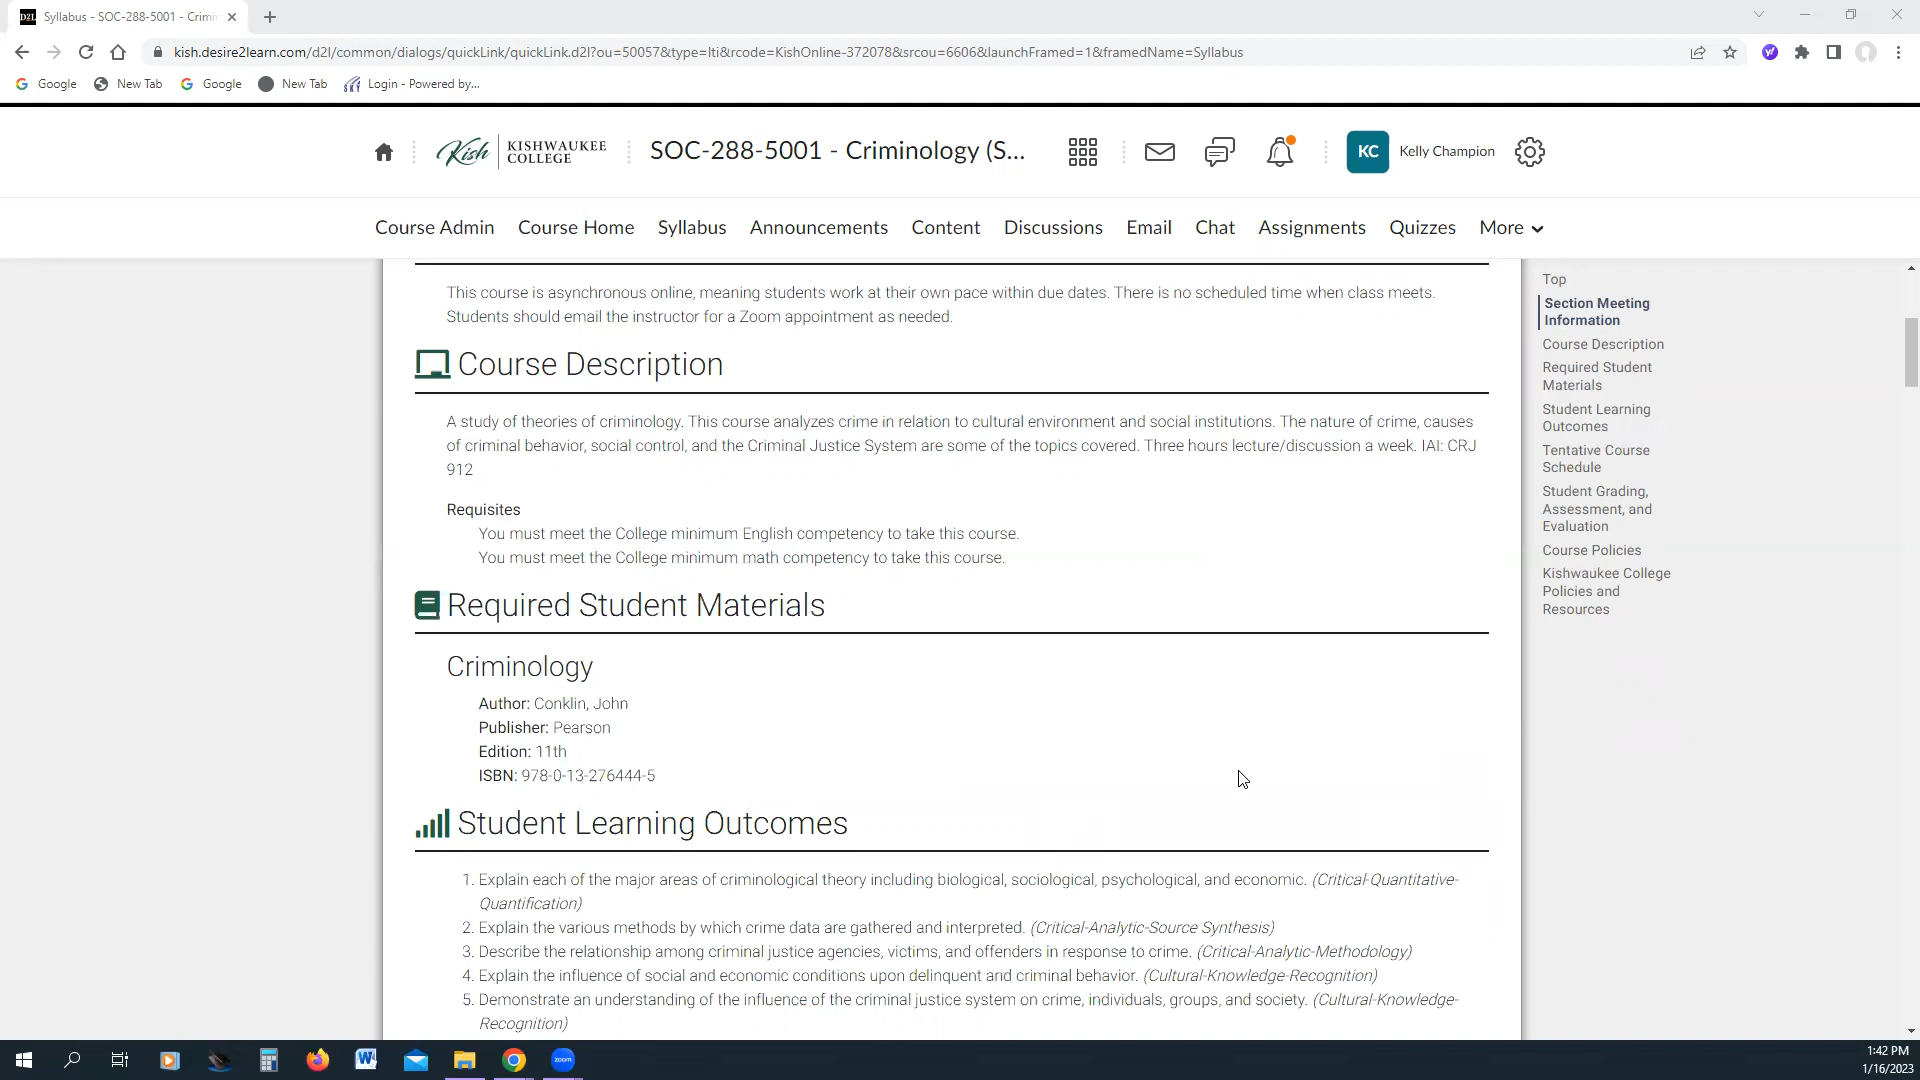 Syllabus - SOC-288-5001 - Crimi
kish.desire2learn.com/d2l/common/dialogs/quickLink/quickLink.d2l?ou=50057&type=lti&rcode=KishOnline-372078&srcou=6606&launchFramed=1&framedName=Syllabus
Google New Tab Google New Tab Login - Powered by...
Kish KISHWAUKEE COLLEGE SOC-288-5001 - Criminology (S... KC Kelly Champion
Course Admin Course Home Syllabus Announcements Content Discussions Email Chat Assignments Quizzes More
This course is asynchronous online, meaning students work at their own pace within due dates. There is no scheduled time when class meets.
Students should email the instructor for a Zoom appointment as needed.
Course Description
A study of theories of criminology. This course analyzes crime in relation to cultural environment and social institutions. The nature of crime, causes
of criminal behavior, social control, and the Criminal Justice System are some of the topics covered. Three hours lecture/discussion a week. IAI: CRJ
912
Requisites
You must meet the College minimum English competency to take this course.
You must meet the College minimum math competency to take this course.
Required Student Materials
Criminology
Author: Conklin, John
Publisher: Pearson
Edition: 11th
ISBN: 978-0-13-276444-5
Student Learning Outcomes
1. Explain each of the major areas of criminological theory including biological, sociological, psychological, and economic. (Critical-Quantitative-
Quantification)
2. Explain the various methods by which crime data are gathered and interpreted. (Critical-Analytic-Source Synthesis)
3. Describe the relationship among criminal justice agencies, victims, and offenders in response to crime. (Critical-Analytic-Methodology)
4. Explain the influence of social and economic conditions upon delinquent and criminal behavior. (Cultural-Knowledge-Recognition)
5. Demonstrate an understanding of the influence of the criminal justice system on crime, individuals, groups, and society. (Cultural-Knowledge-
Recognition)
Top
Section Meeting
Information
Course Description
Required Student
Materials
Student Learning
Outcomes
Tentative Course
Schedule
Student Grading,
Assessment, and
Evaluation
Course Policies
Kishwaukee College
Policies and
Resources
zoom
1:42 PM
1/16/2023